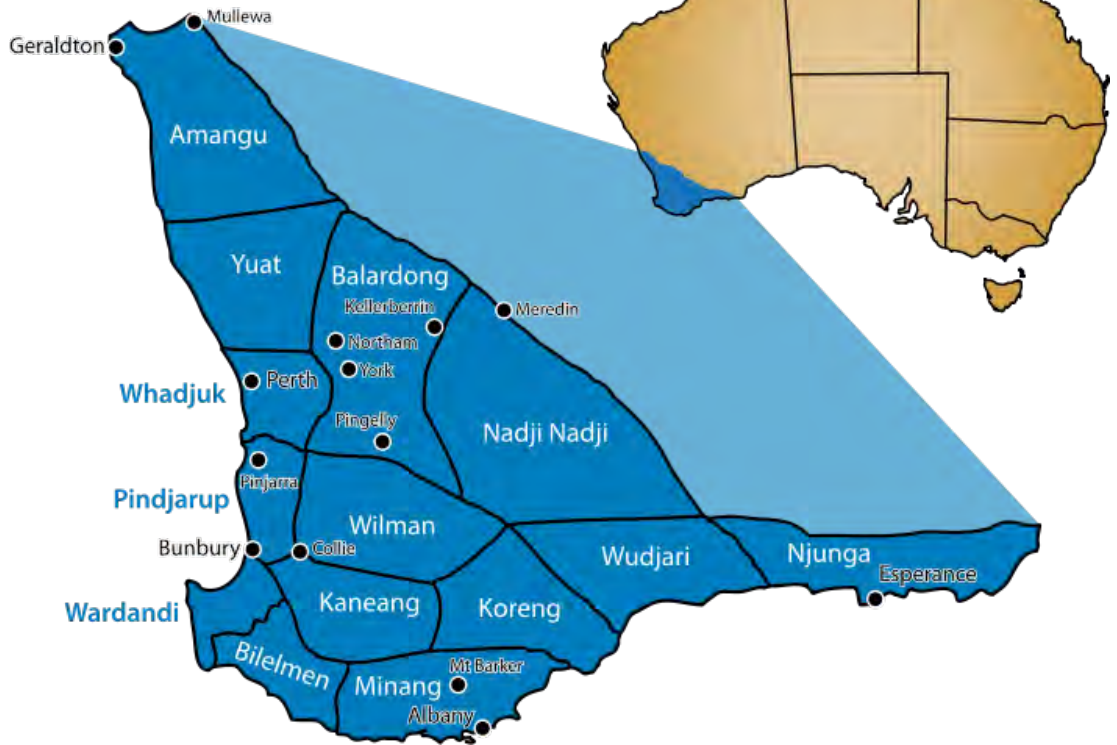 Mullewa
Geraldton
Amangu
Yuat
Balardong
Kellerberrin
Meredin
Northam
York
Whadjuk
Perth
Pingelly
Nadji Nadji
Pinjarra
Pindjarup
Wilman
Bunbury
Collie
Wudjari
Njunga
Esperance
Wardandi
Kaneang
Koreng
Bilelmen
Mt Barker
Minang
Albany